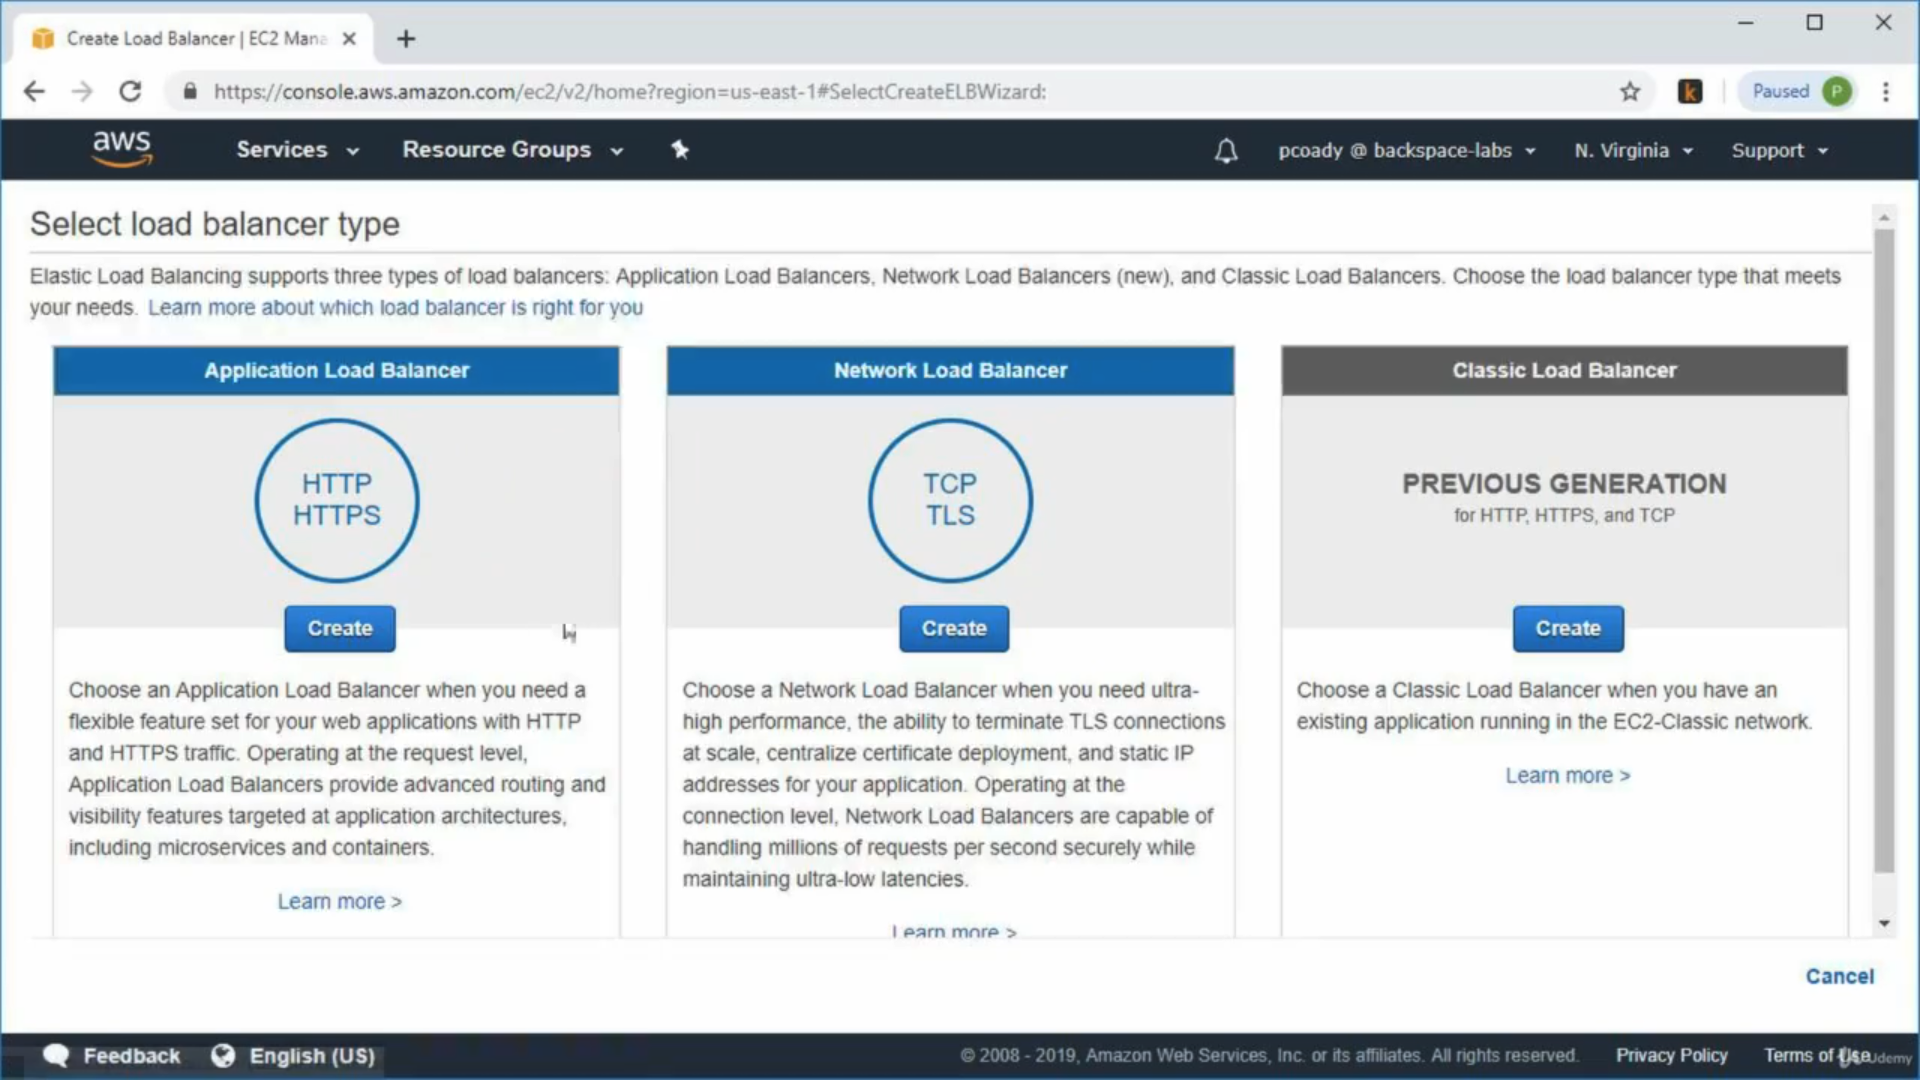 Create Load Balancer | EC2 Mana
https://console.aws.amazon.com/ec2/v2/home?region=us-east-1#SelectCreateELBWizard:
k
Paused
P
aws
Services
Resource Groups
pcoady @ backspace-labs
N. Virginia
Support
Select load balancer type
Elastic Load Balancing supports three types of load balancers: Application Load Balancers, Network Load Balancers (new), and Classic Load Balancers. Choose the load balancer type that meets
your needs. Learn more about which load balancer is right for you
Application Load Balancer
HTTP
HTTPS
Create
Choose an Application Load Balancer when you need a
flexible feature set for your web applications with HTTP
and HTTPS traffic. Operating at the request level,
Application Load Balancers provide advanced routing and
visibility features targeted at application architectures,
including microservices and containers.
Learn more >
Network Load Balancer
TCP
TLS
Create
Choose a Network Load Balancer when you need ultra-
high performance, the ability to terminate TLS connections
at scale, centralize certificate deployment, and static IP
addresses for your application. Operating at the
connection level, Network Load Balancers are capable of
handling millions of requests per second securely while
maintaining ultra-low latencies.
Learn more >
Classic Load Balancer
PREVIOUS GENERATION
for HTTP, HTTPS, and TCP
Create
Choose a Classic Load Balancer when you have an
existing application running in the EC2-Classic network.
Learn more >
Cancel
Feedback
English (US)
© 2008 - 2019, Amazon Web Services, Inc. or its affiliates. All rights reserved.
Privacy Policy
Terms of Use
Udemy